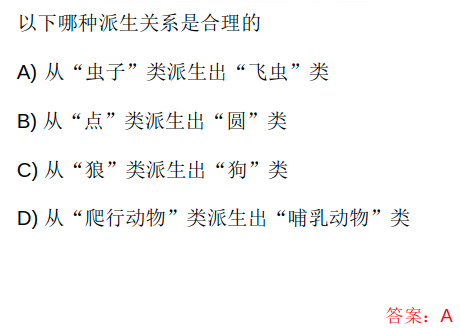 以下哪种派生关系是合理的
A) 从“虫子”类派生出“飞虫”类
B) 从“点”类派生出“圆”类
C) 从“狼”类派生出“狗”类
D) 从“爬行动物”类派生出“哺乳动物”类
答案：A